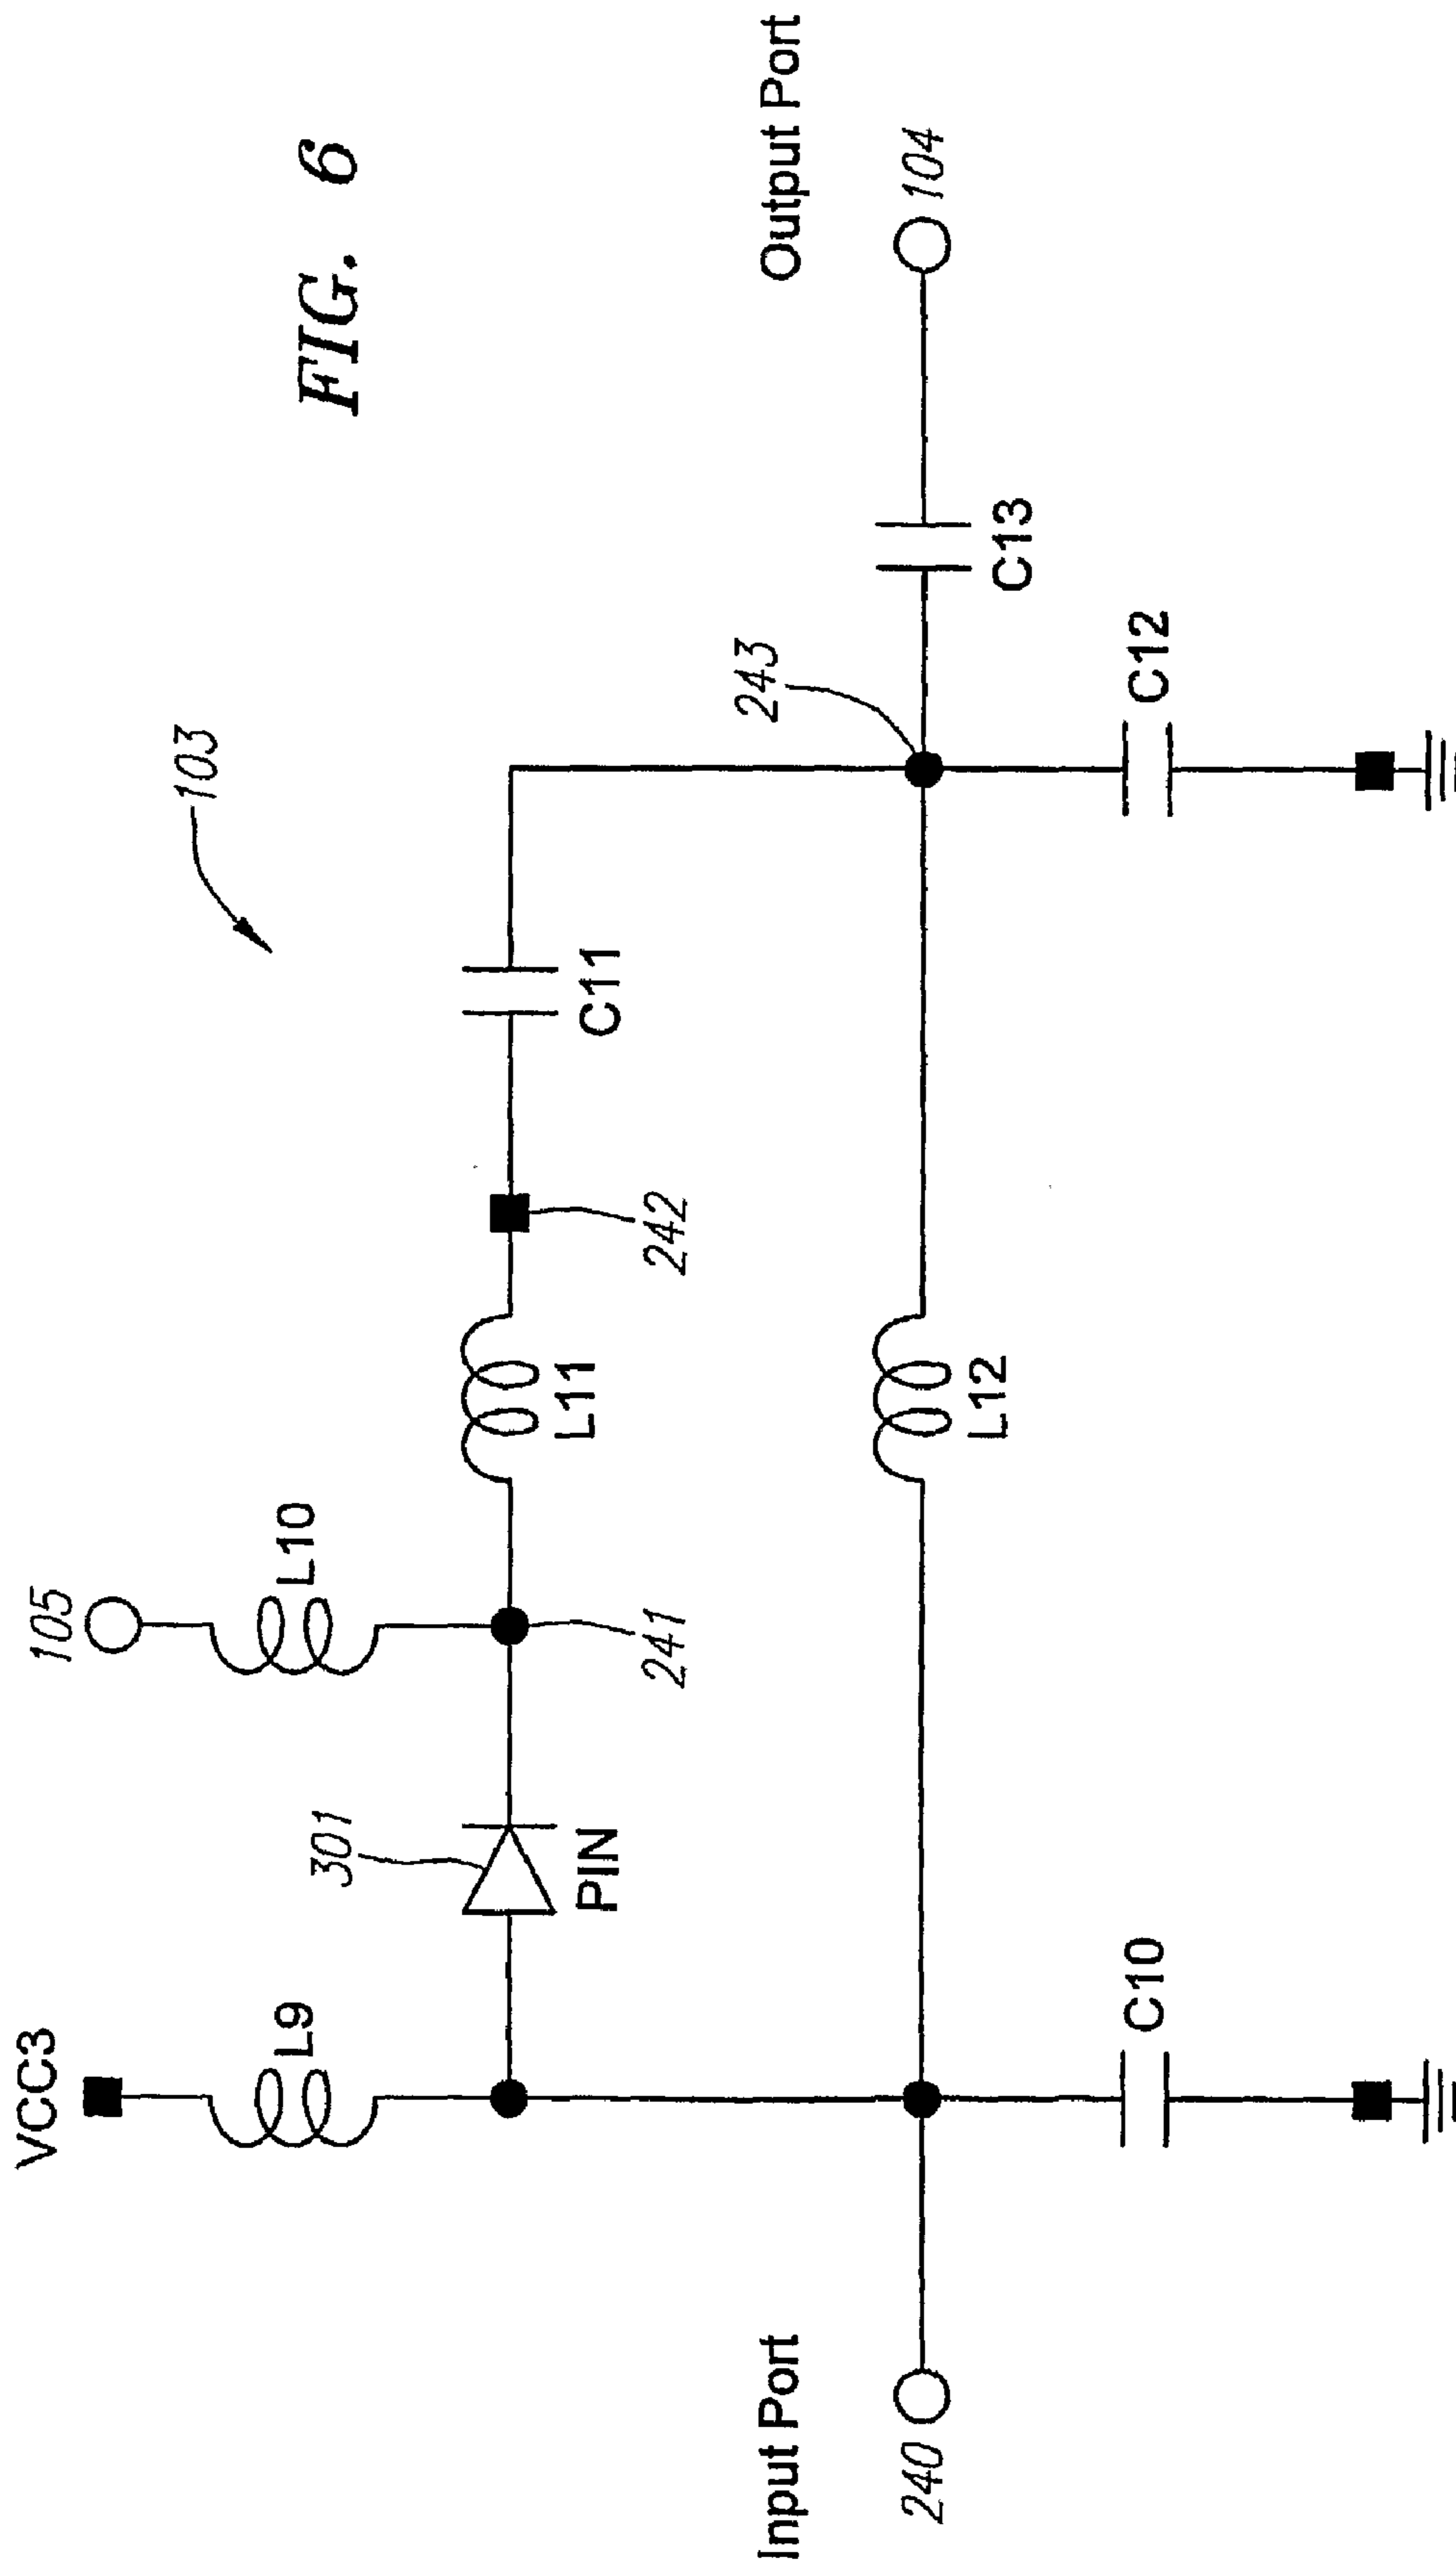 FIG. 6
103
VCC3
105
L9
L10
301
PIN
241
L11
242
C11
243
Input Port
Output Port
240
L12
C13
104
C10
C12